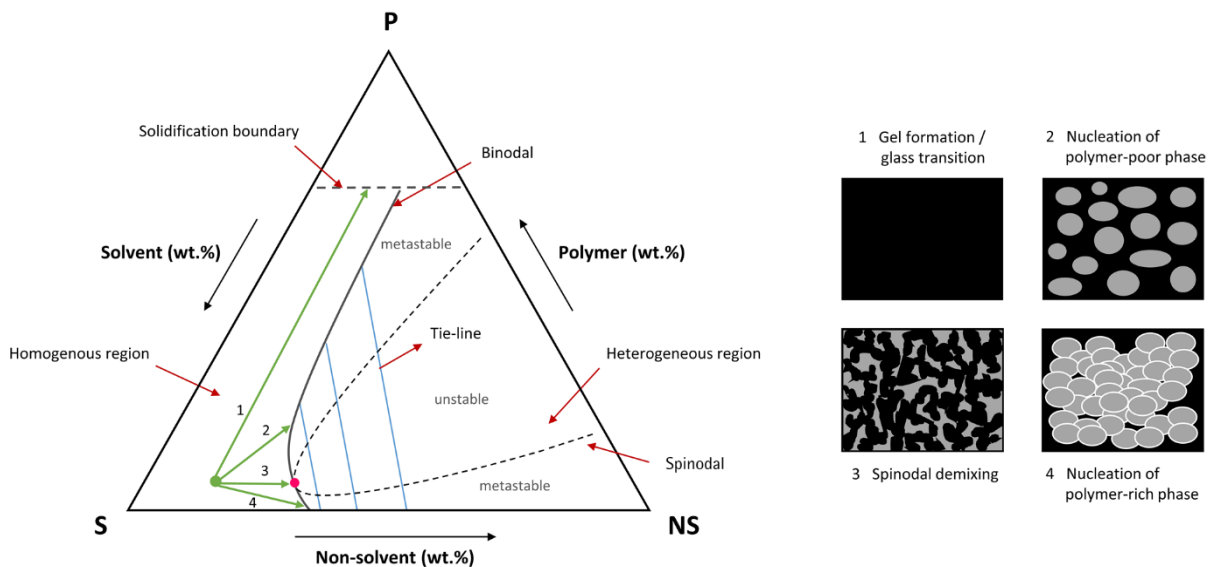 P
Solidification boundary
Binodal
metastable
Solvent (wt.%)
Polymer (wt.%)
Tie-line
Homogenous region
Heterogeneous region
1
2
unstable
3
4
Spinodal
metastable
S
NS
Non-solvent (wt.%)
1 Gel formation /
glass transition
2 Nucleation of
polymer-poor phase
3 Spinodal demixing
4 Nucleation of
polymer-rich phase